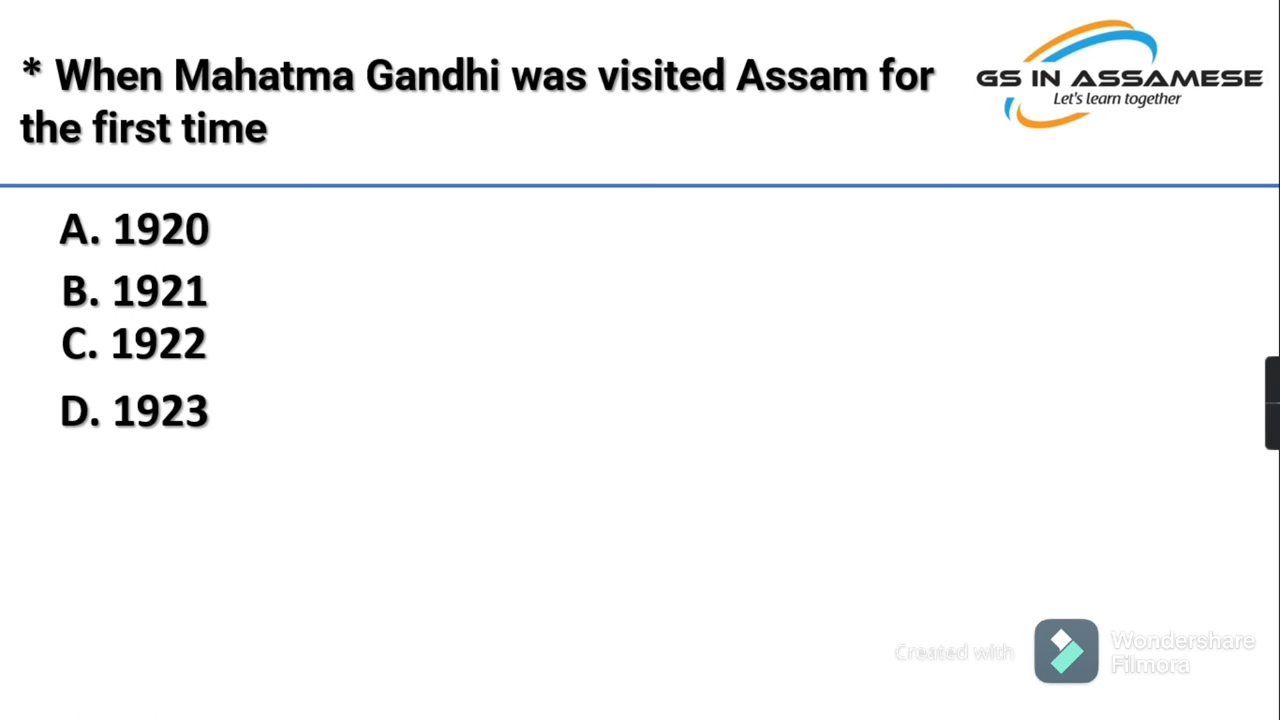 * When Mahatma Gandhi was visited Assam for
the first time
GS IN ASSAMESE
Let's learn together
A. 1920
B. 1921
C. 1922
D. 1923
Created with
Wondershare
Filmora